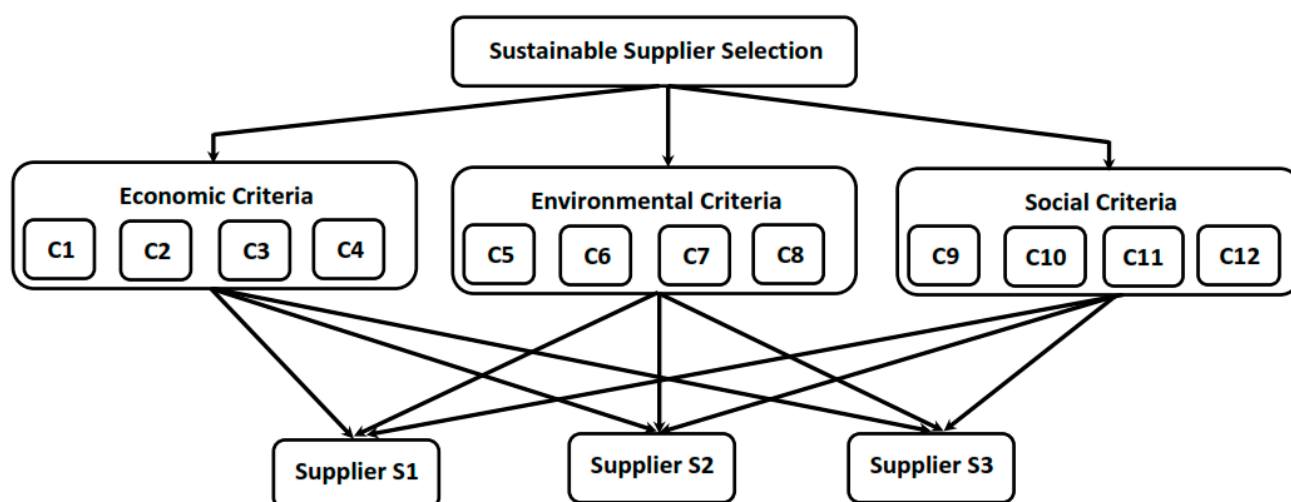 Sustainable Supplier Selection
Economic Criteria
C1 C2 C3 C4
Environmental Criteria
C5 C6 C7 C8
Social Criteria
C9 C10 C11 C12
Supplier S1
Supplier S2
Supplier S3